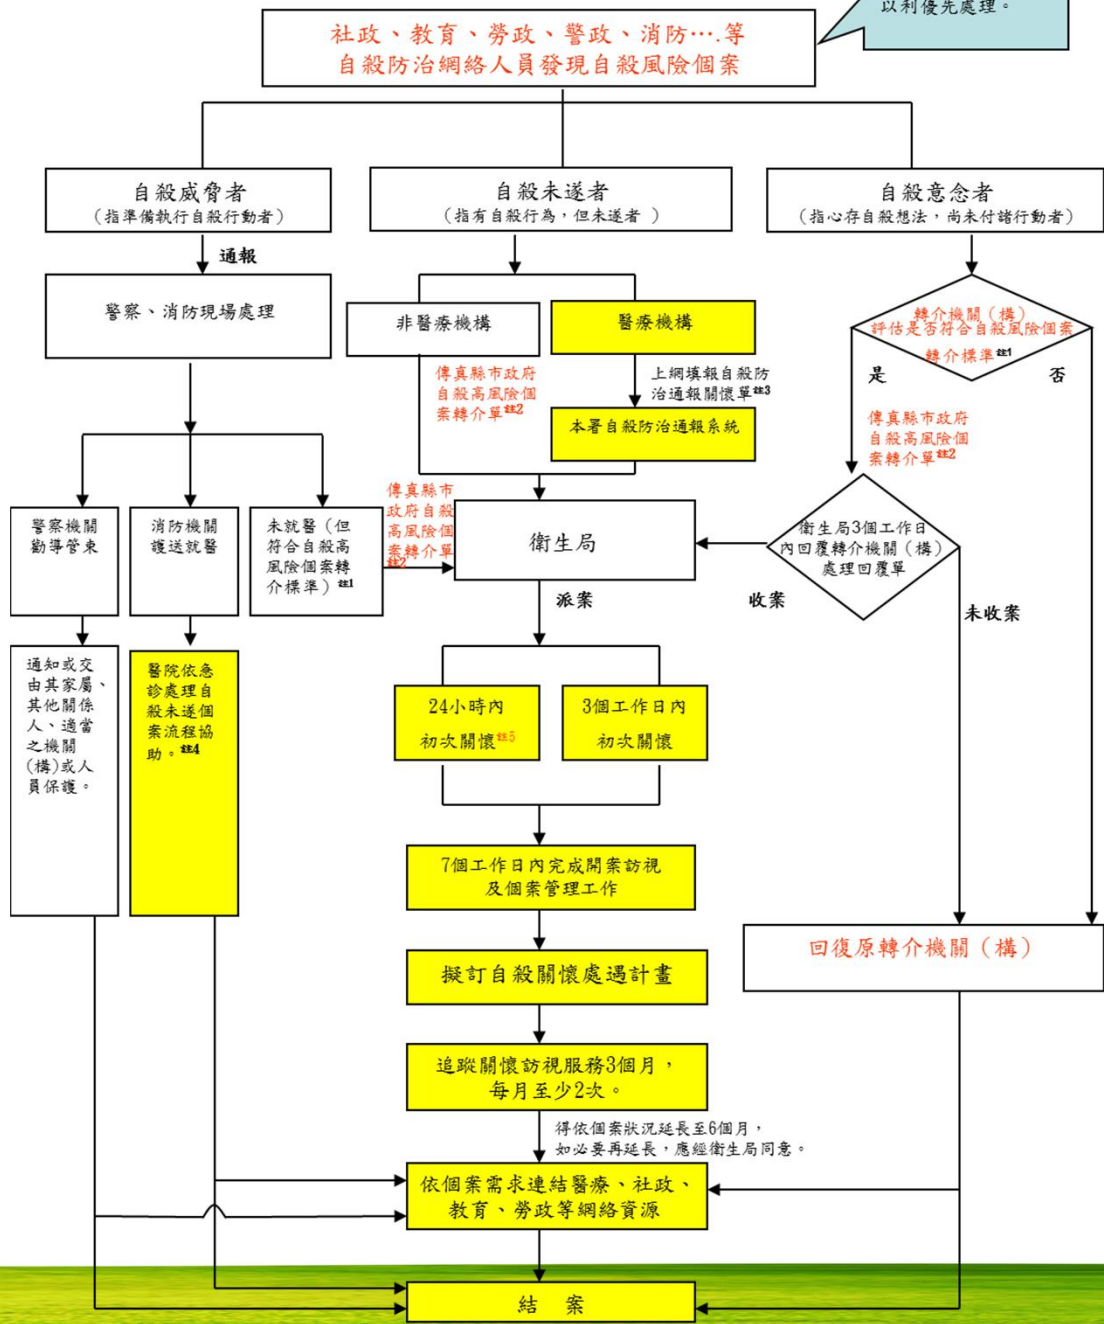 以利優先處理。
社政、教育、勞政、警政、消防….等
自殺防治網絡人員發現自殺風險個案
自殺威脅者
（指準備執行自殺行動者）
自殺未遂者
（指有自殺行為，但未遂者 ）
自殺意念者
（指心存自殺想法，尚未付諸行動者）
通報
警察、消防現場處理
非醫療機構
醫療機構
轉介機關（構）
評估是否符合自殺風險個案
轉介標準註1
是
否
傳真縣市政府
自殺高風險個
案轉介單註2
上網填報自殺防
治通報關懷單註3
本署自殺防治通報系統
傳真縣市政府
自殺高風險個
案轉介單註2
警察機關
勸導管束
消防機關
護送就醫
未就醫（但
符合自殺高
風險個案轉
介標準）註1
傳真縣市
政府自殺
高風險個
案轉介單
註2
衛生局
衛生局3個工作日
內回覆轉介機關（構）
處理回覆單
派案
收案
未收案
通知或交
由其家屬、
其他關係
人、適當
之機關
(構)或人
員保護。
醫院依急
診處理自
殺未遂個
案流程協
助。註4
24小時內
初次關懷註5
3個工作日內
初次關懷
7個工作日內完成開案訪視
及個案管理工作
擬訂自殺關懷處遇計畫
回復原轉介機關（構）
追蹤關懷訪視服務3個月，
每月至少2次。
得依個案狀況延長至6個月，
如必要再延長，應經衛生局同意。
依個案需求連結醫療、社政、
教育、勞政等網絡資源
結 案